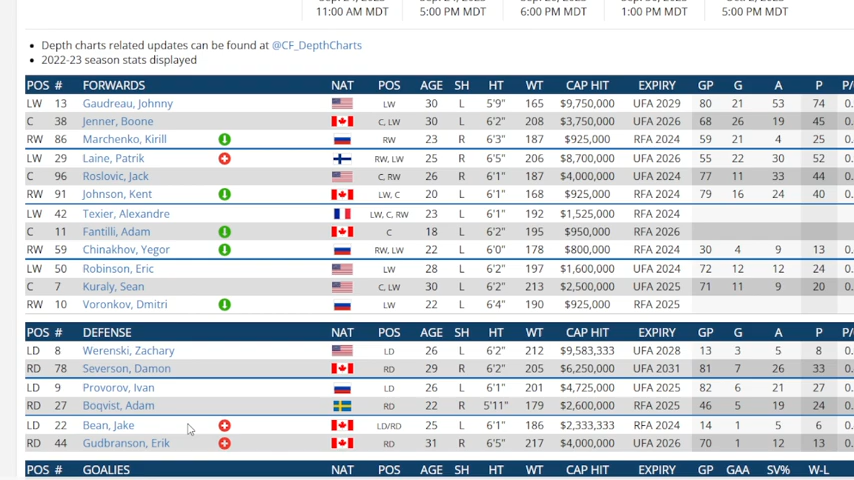 11:00 AM MDT 5:00 PM MDT 6:00 PM MDT 1:00 PM MDT 5:00 PM MDT
• Depth charts related updates can be found at @CF_DepthCharts
• 2022-23 season stats displayed
POS # FORWARDS NAT POS AGE SH HT WT CAP HIT EXPIRY GP G A P
LW 13 Gaudreau, Johnny LW 30 L 5'9" 165 $9,750,000 UFA 2029 80 21 53 74
C 38 Jenner, Boone C, LW 30 L 6'2" 208 $3,750,000 UFA 2026 68 26 19 45
RW 86 Marchenko, Kirill RW 23 R 6'3" 187 $925,000 RFA 2024 59 21 4 25
LW 29 Laine, Patrik RW, LW 25 R 6'5" 206 $8,700,000 UFA 2026 55 22 30 52
C 96 Roslovic, Jack C, RW 26 R 6'1" 187 $4,000,000 UFA 2024 77 11 33 44
RW 91 Johnson, Kent LW, C 20 L 6'1" 168 $925,000 RFA 2024 79 16 24 40
LW 42 Texier, Alexandre LW, C, RW 23 L 6'1" 192 $1,525,000 RFA 2024
C 11 Fantilli, Adam C 18 L 6'2" 195 $950,000 RFA 2026
RW 59 Chinakhov, Yegor RW, LW 22 L 6'0" 178 $800,000 RFA 2024 30 4 9 13
LW 50 Robinson, Eric LW 28 L 6'2" 197 $1,600,000 UFA 2024 72 12 12 24
C 7 Kuraly, Sean C, LW 30 L 6'2" 213 $2,500,000 UFA 2025 71 11 9 20
RW 10 Voronkov, Dmitri LW 22 L 6'4" 190 $925,000 RFA 2025
POS # DEFENSE NAT POS AGE SH HT WT CAP HIT EXPIRY GP G A P
LD 8 Werenski, Zachary LD 26 L 6'2" 212 $9,583,333 UFA 2028 13 3 5 8
RD 78 Severson, Damon RD 29 R 6'2" 205 $6,250,000 UFA 2031 81 7 26 33
LD 9 Provorov, Ivan LD 26 L 6'1" 201 $4,725,000 UFA 2025 82 6 21 27
RD 27 Boqvist, Adam RD 22 R 5'11" 179 $2,600,000 RFA 2025 46 5 19 24
LD 22 Bean, Jake LD/RD 25 L 6'1" 186 $2,333,333 RFA 2024 14 1 5 6
RD 44 Gudbranson, Erik RD 31 R 6'5" 217 $4,000,000 UFA 2026 70 1 12 13
POS # GOALIES NAT POS AGE SH HT WT CAP HIT EXPIRY GP GAA SV% W-L